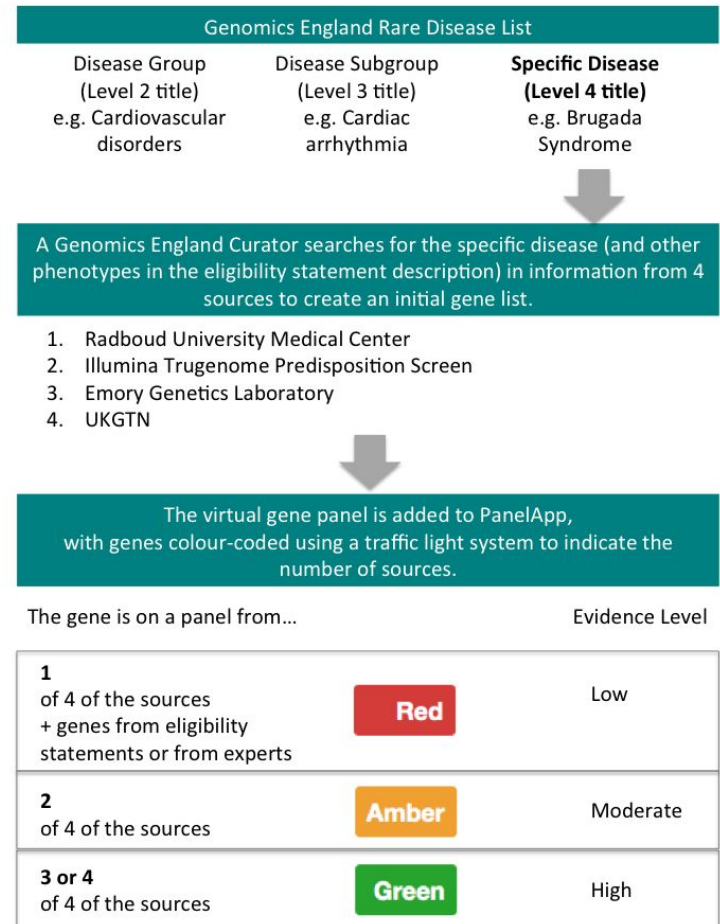 Genomics England Rare Disease List
Disease Group
(Level 2 title)
e.g. Cardiovascular
disorders
Disease Subgroup
(Level 3 title)
e.g. Cardiac
arrhythmia
Specific Disease
(Level 4 title)
e.g. Brugada
Syndrome
A Genomics England Curator searches for the specific disease (and other
phenotypes in the eligibility statement description) in information from 4
sources to create an initial gene list.
1. Radboud University Medical Center
2. Illumina Trugenome Predisposition Screen
3. Emory Genetics Laboratory
4. UKGTN
The virtual gene panel is added to PanelApp,
with genes colour-coded using a traffic light system to indicate the
number of sources.
The gene is on a panel from... Evidence Level
1
of 4 of the sources
+ genes from eligibility
statements or from experts
Red
Low
2
of 4 of the sources
Amber
Moderate
3 or 4
of 4 of the sources
Green
High